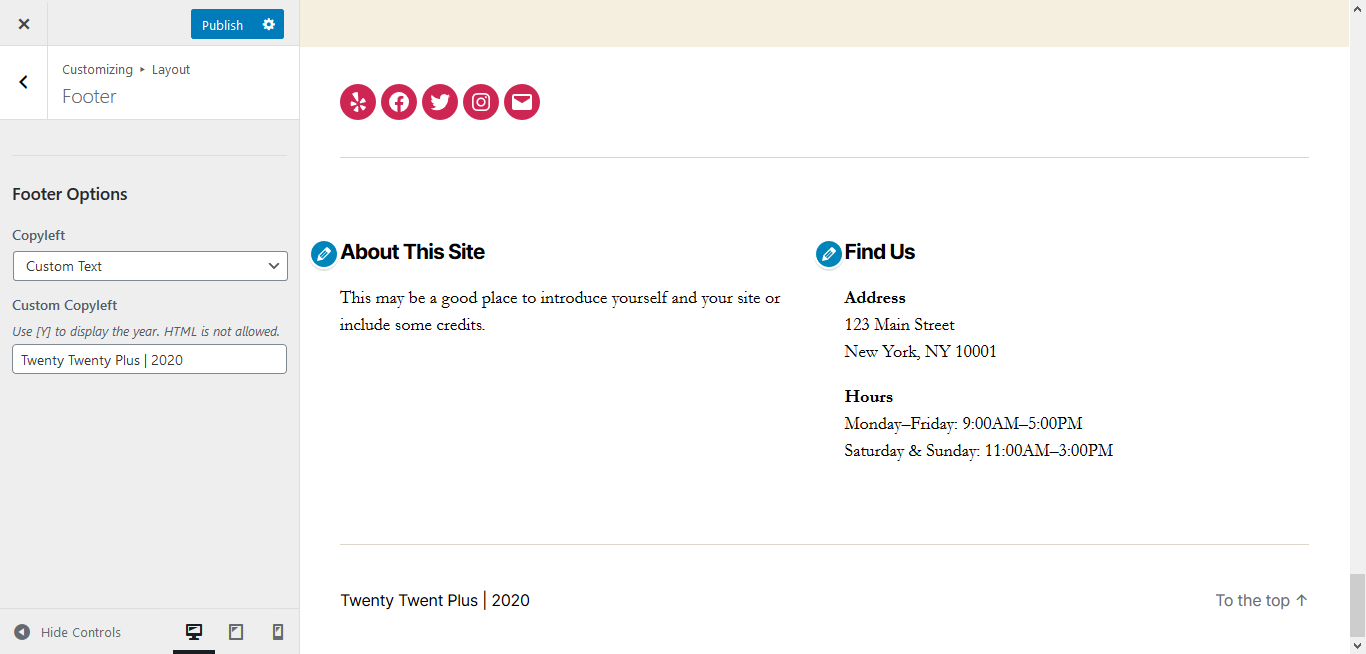 Publish
Customizing ▸ Layout
Footer
Footer Options
Copyleft
Custom Text
Custom Copyleft
Use [Y] to display the year. HTML is not allowed.
Twenty Twenty Plus | 2020
Hide Controls
About This Site
This may be a good place to introduce yourself and your site or
include some credits.
Find Us
Address
123 Main Street
New York, NY 10001
Hours
Monday–Friday: 9:00AM–5:00PM
Saturday & Sunday: 11:00AM–3:00PM
Twenty Twent Plus | 2020
To the top ↑